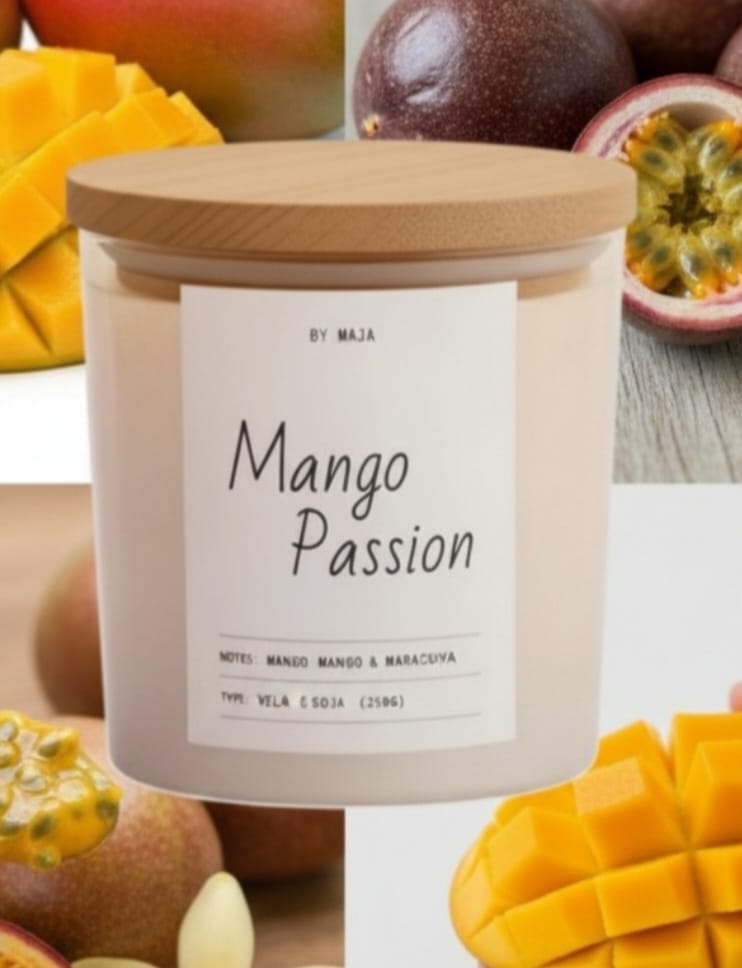 BY MAJA
Mango
Passion
NOTES: MANGO MANGO & MARACUYA
TYPE: VELA SOJA (250G)